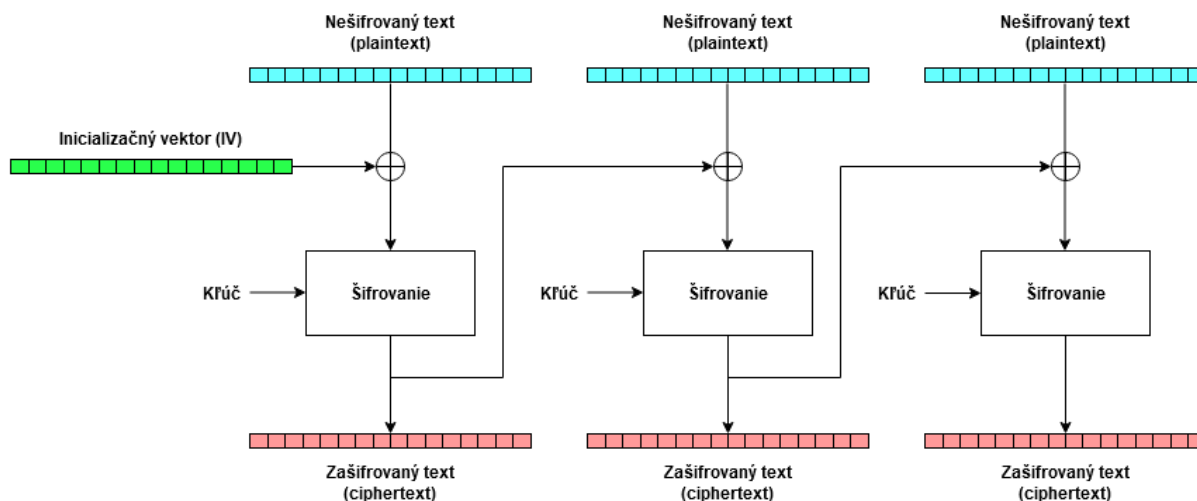 Nešifrovaný text
(plaintext)
Nešifrovaný text
(plaintext)
Nešifrovaný text
(plaintext)
Inicializačný vektor (IV)
Kľúč
Šifrovanie
Kľúč
Šifrovanie
Kľúč
Šifrovanie
Zašifrovaný text
(ciphertext)
Zašifrovaný text
(ciphertext)
Zašifrovaný text
(ciphertext)